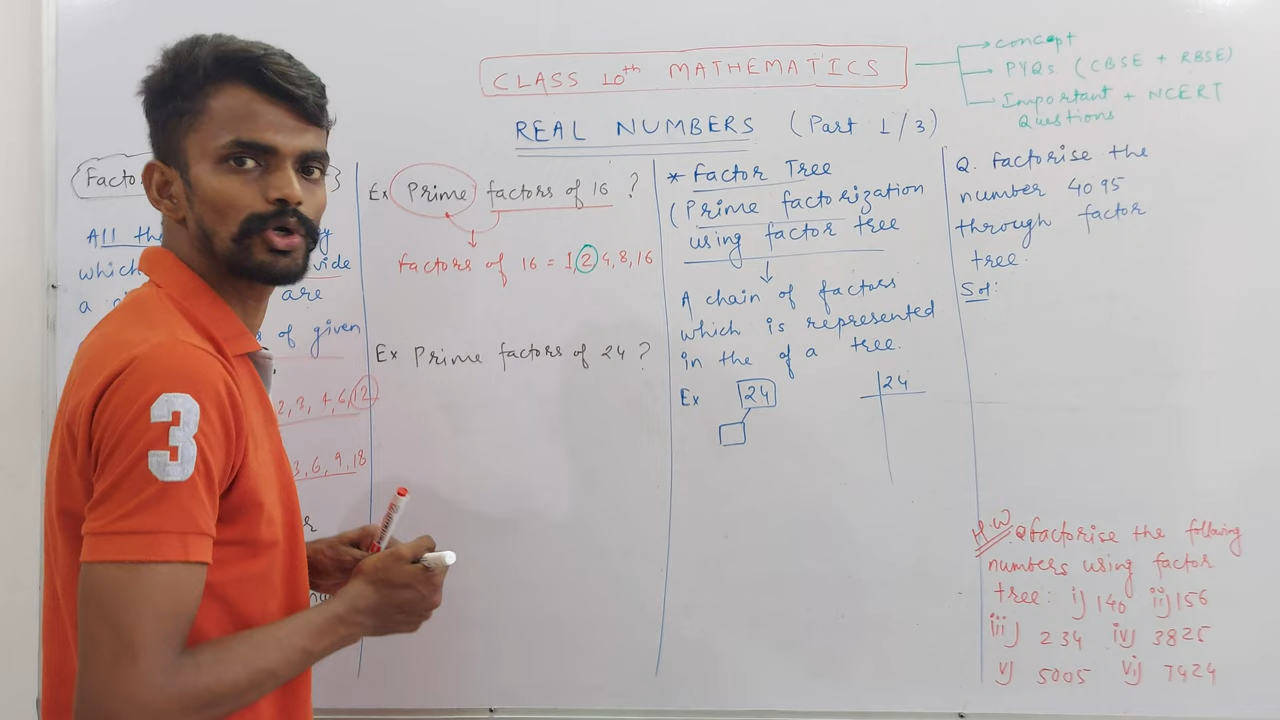 CLASS 10th MATHEMATICS
concept
PYQs (CBSE + RBSE)
Important + NCERT
Questions
REAL NUMBERS (Part 1/3)
Facto
All the
which vide
a are
of given
2, 3, 4, 6, 12
3, 6, 9, 18
3
Ex Prime factors of 16 ?
factors of 16 = 1, 2, 4, 8, 16
Ex Prime factors of 24 ?
* Factor Tree
(Prime factorization
using factor tree
A chain of factors
which is represented
in the of a tree.
Ex 24 24
Q. Factorise the
number 4095
through factor
tree.
Sol:
H.W Q factorise the following
numbers using factor
tree: i) 140 ii) 156
iii) 234 iv) 3825
v) 5005 vi) 7424